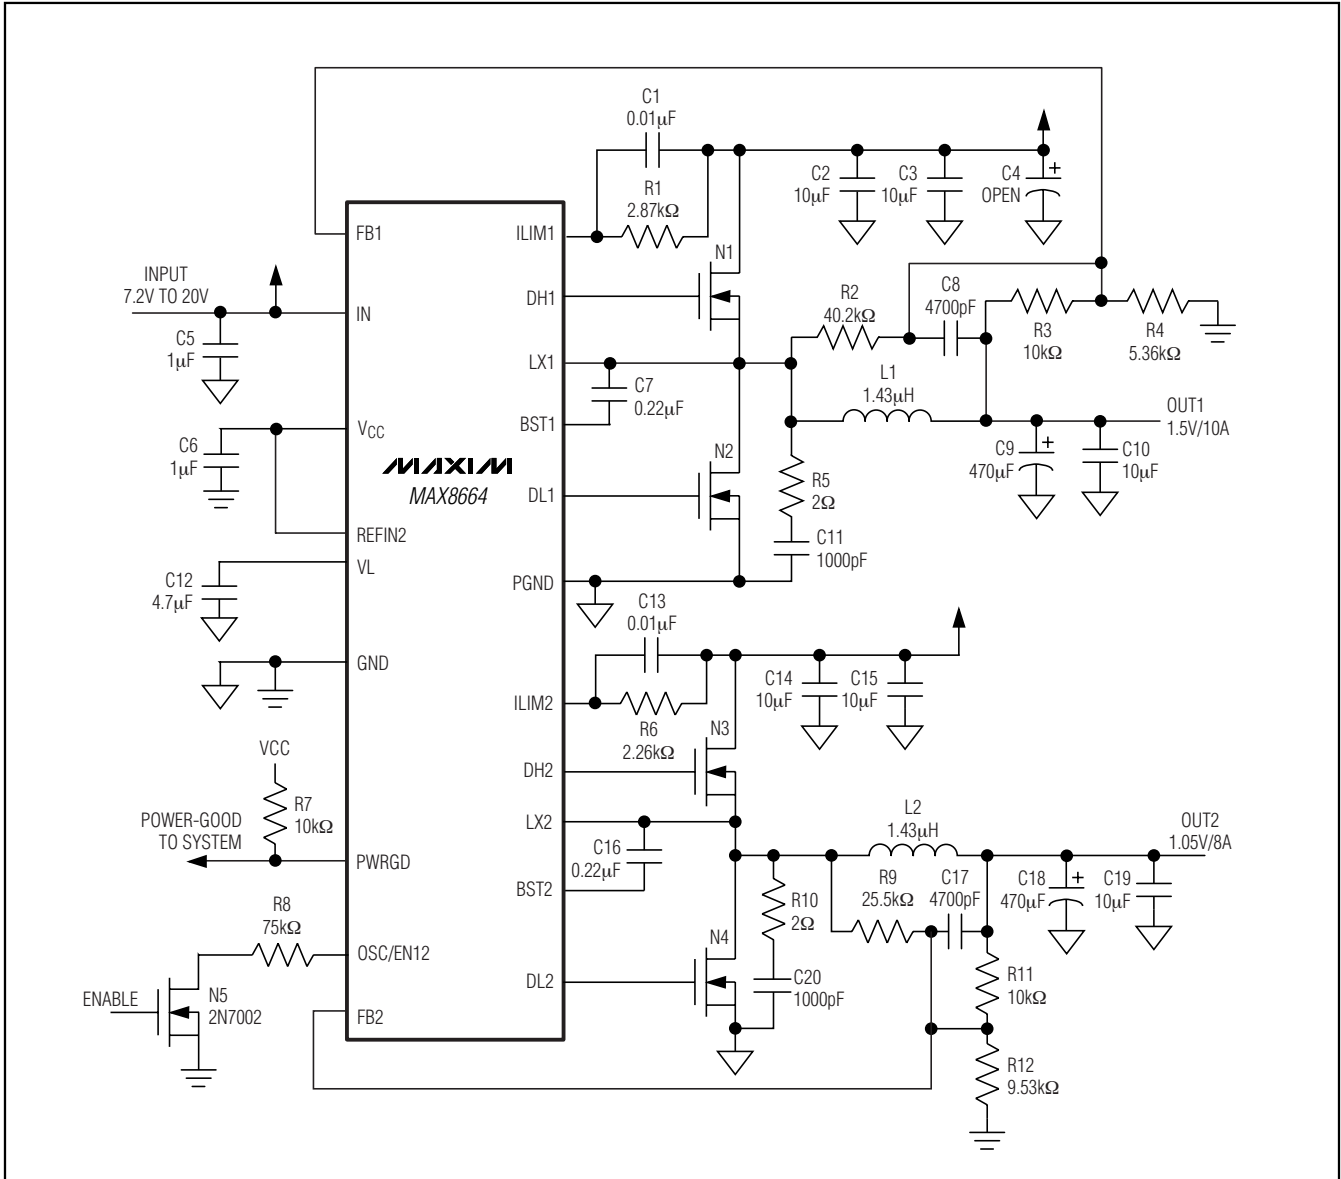 C1
0.01µF
R1
2.87kΩ
C2
10µF
C3
10µF
C4
OPEN
+
FB1
ILIM1
N1
INPUT
7.2V TO 20V
IN
DH1
C5
1µF
R2
40.2kΩ
C8
4700pF
R3
10kΩ
R4
5.36kΩ
LX1
C7
0.22µF
L1
1.43µH
OUT1
1.5V/10A
BST1
VCC
C6
1µF
MAXIM
MAX8664
N2
DL1
R5
2Ω
C9
470µF
+
C10
10µF
REFIN2
C11
1000pF
VL
C12
4.7µF
PGND
C13
0.01µF
GND
C14
10µF
C15
10µF
ILIM2
R6
2.26kΩ
N3
VCC
DH2
R7
10kΩ
POWER-GOOD
TO SYSTEM
LX2
L2
1.43µH
OUT2
1.05V/8A
PWRGD
C16
0.22µF
BST2
R9
25.5kΩ
C17
4700pF
C18
470µF
+
C19
10µF
R8
75kΩ
R10
2Ω
OSC/EN12
N4
DL2
C20
1000pF
R11
10kΩ
ENABLE
N5
2N7002
FB2
R12
9.53kΩ